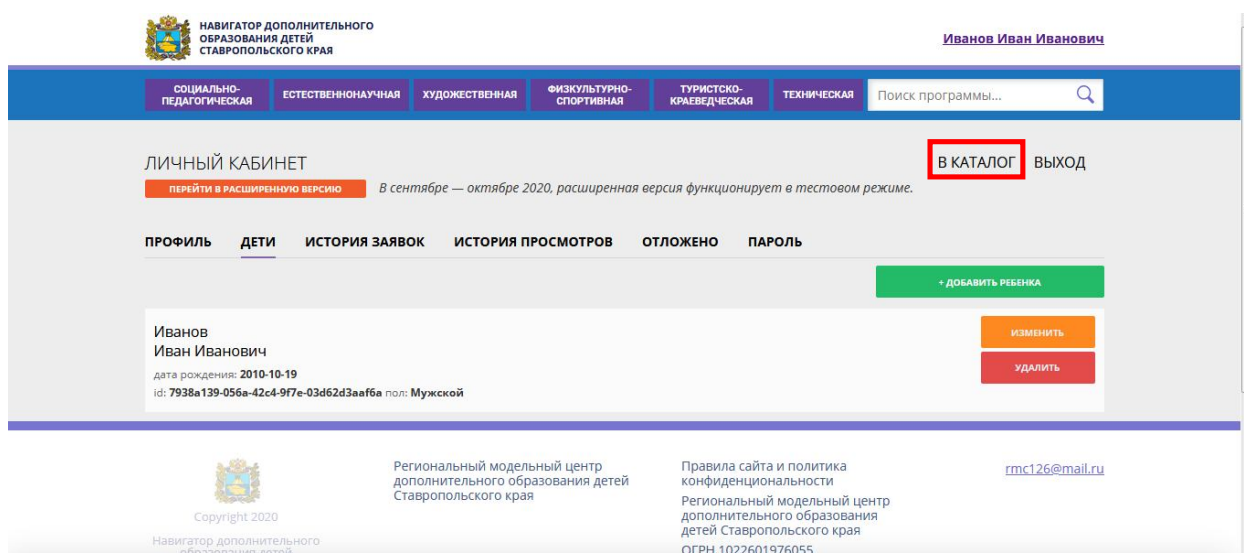 НАВИГАТОР ДОПОЛНИТЕЛЬНОГО
ОБРАЗОВАНИЯ ДЕТЕЙ
СТАВРОПОЛЬСКОГО КРАЯ
Иванов Иван Иванович
СОЦИАЛЬНО-
ПЕДАГОГИЧЕСКАЯ
ЕСТЕСТВЕННОНАУЧНАЯ
ХУДОЖЕСТВЕННАЯ
ФИЗКУЛЬТУРНО-
СПОРТИВНАЯ
ТУРИСТСКО-
КРАЕВЕДЧЕСКАЯ
ТЕХНИЧЕСКАЯ
Поиск программы...
ЛИЧНЫЙ КАБИНЕТ
В КАТАЛОГ ВЫХОД
ПЕРЕЙТИ В РАСШИРЕННУЮ ВЕРСИЮ
В сентябре — октябре 2020, расширенная версия функционирует в тестовом режиме.
ПРОФИЛЬ ДЕТИ ИСТОРИЯ ЗАЯВОК ИСТОРИЯ ПРОСМОТРОВ ОТЛОЖЕНО ПАРОЛЬ
+ ДОБАВИТЬ РЕБЕНКА
Иванов
Иван Иванович
дата рождения: 2010-10-19
id: 7938a139-056a-42c4-9f7e-03d62d3aaf6a пол: Мужской
ИЗМЕНИТЬ
УДАЛИТЬ
Copyright 2020
Навигатор дополнительного
образования детей
Региональный модельный центр
дополнительного образования детей
Ставропольского края
Правила сайта и политика
конфиденциональности
Региональный модельный центр
дополнительного образования
детей Ставропольского края
ОГРН 1022601976055
rmc126@mail.ru